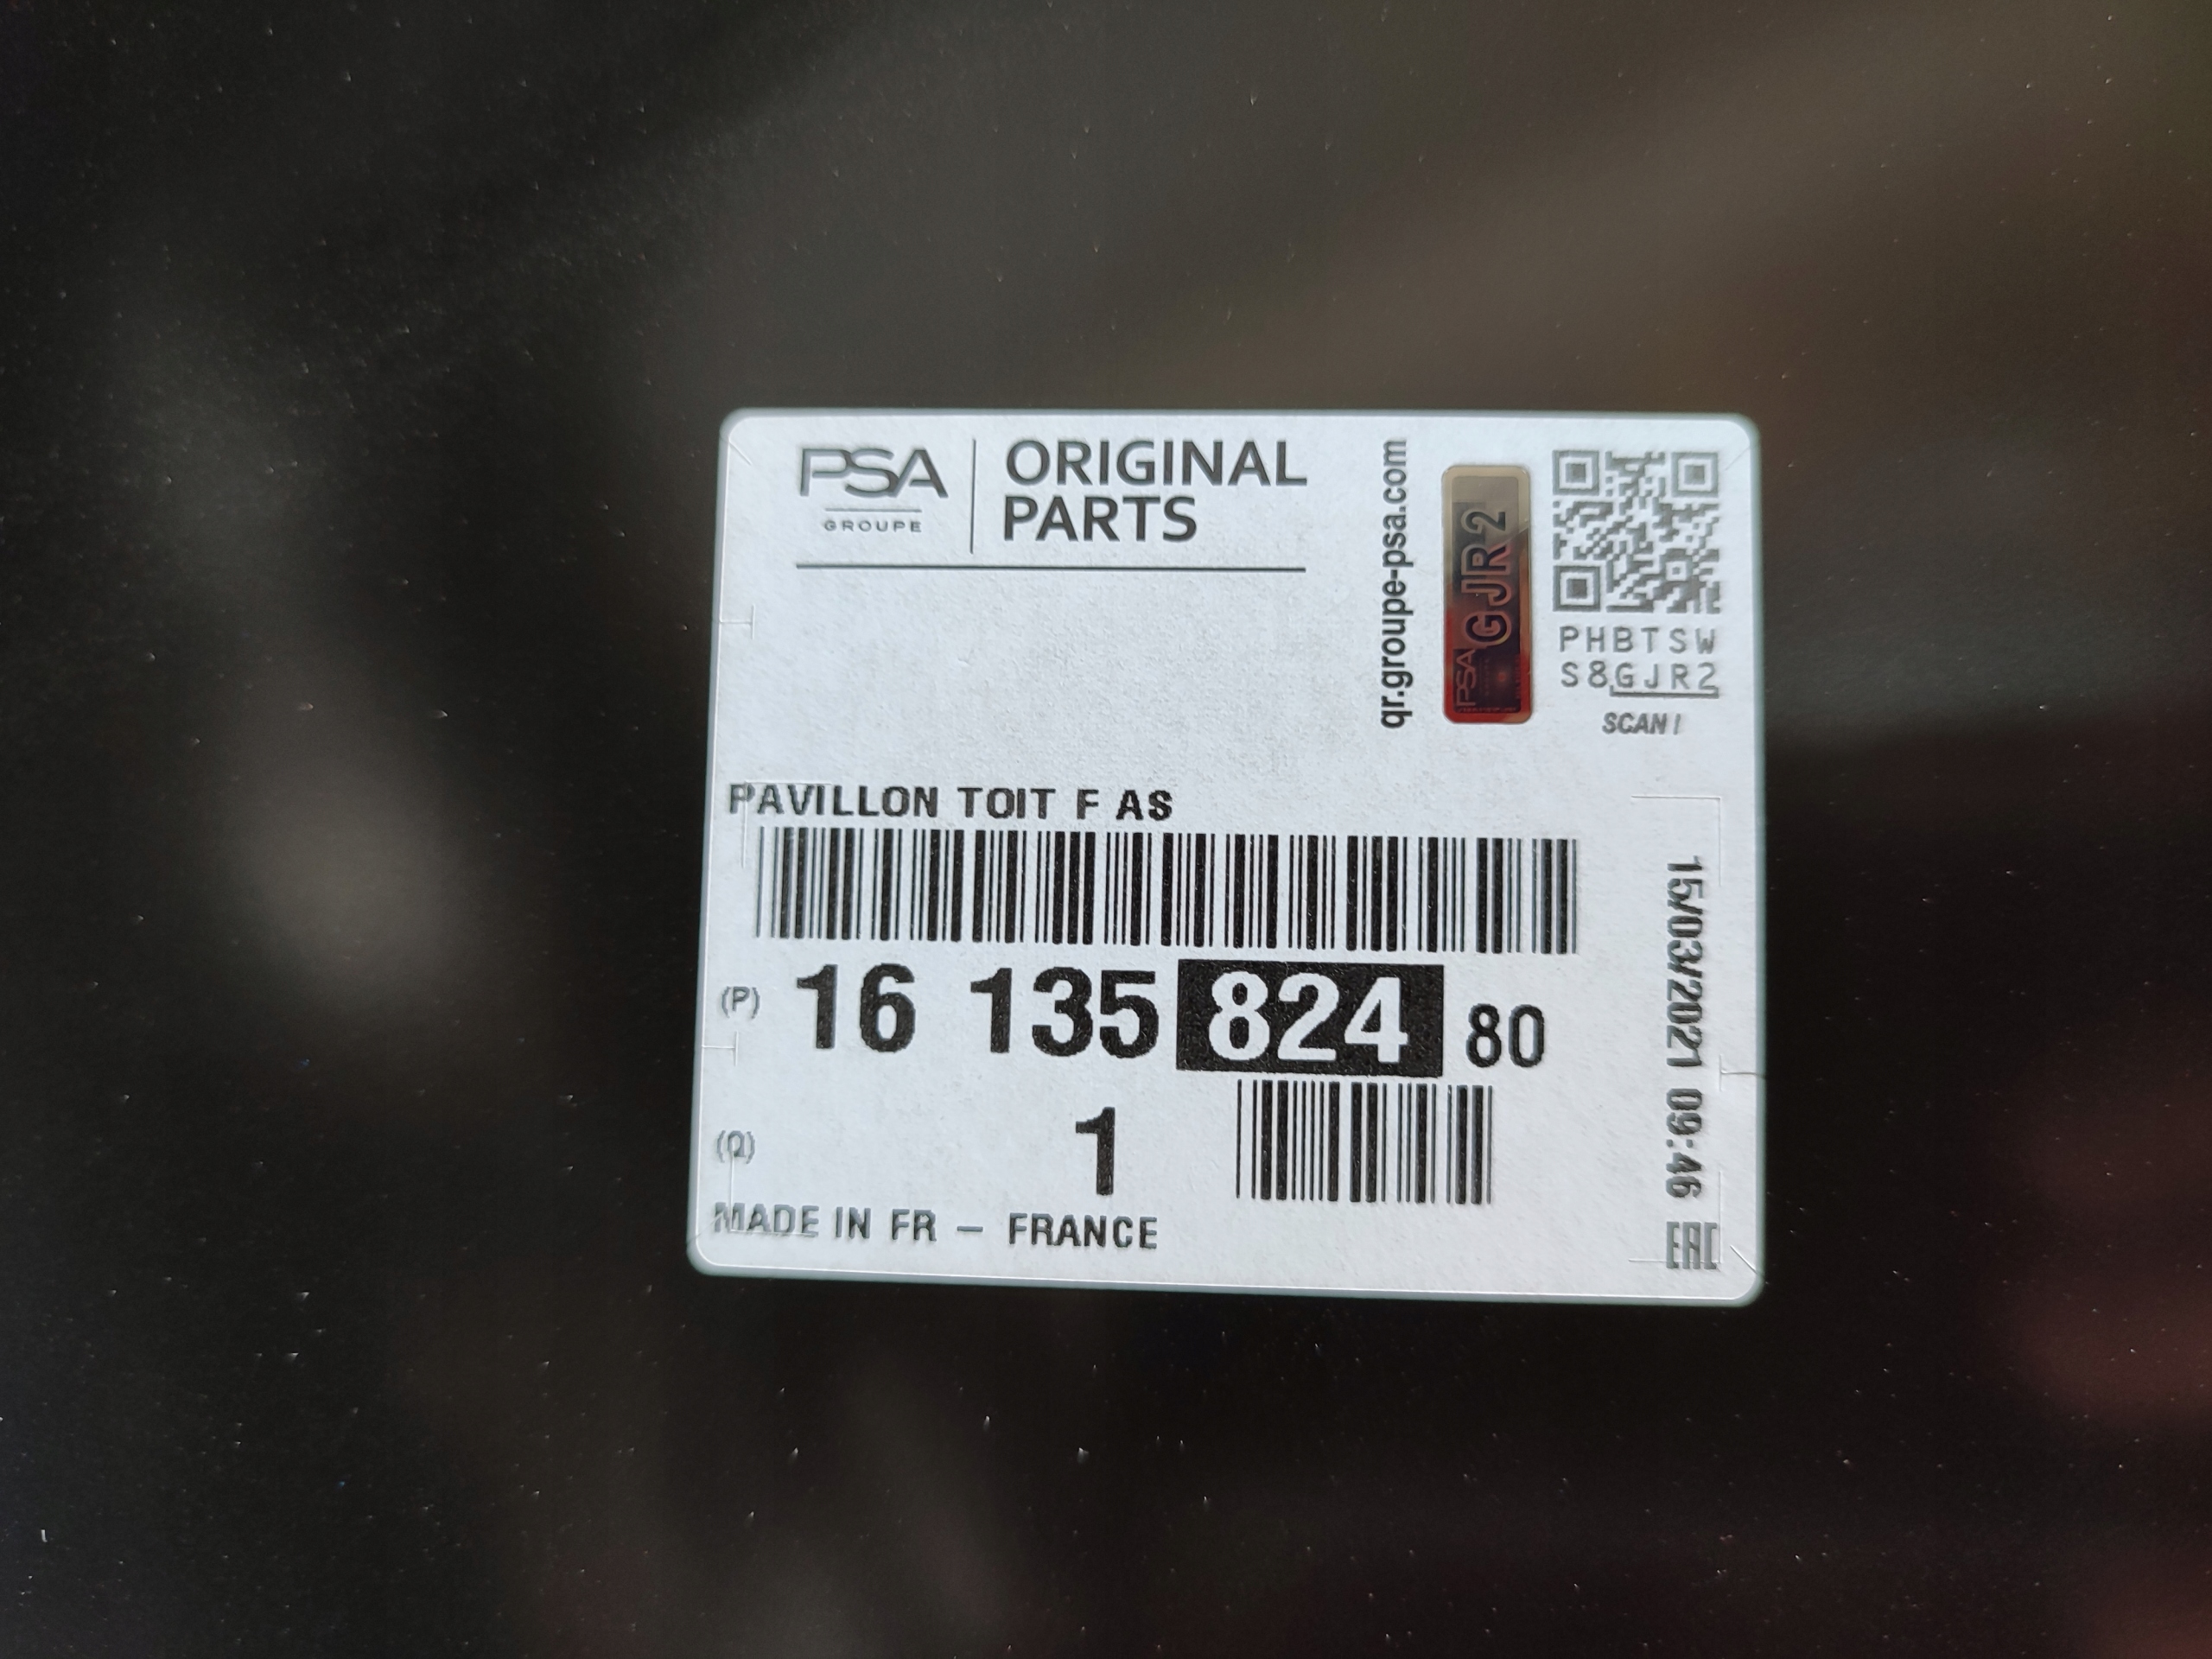 PSA
GROUPE
ORIGINAL
PARTS
qr.groupe-psa.com
PSA
GJR2
PHBTSW
S8GJR2
SCAN !
PAVILLON TOIT F AS
(P) 16 135 824 80
(Q) 1
MADE IN FR – FRANCE
15/03/2021 09:46
EAC